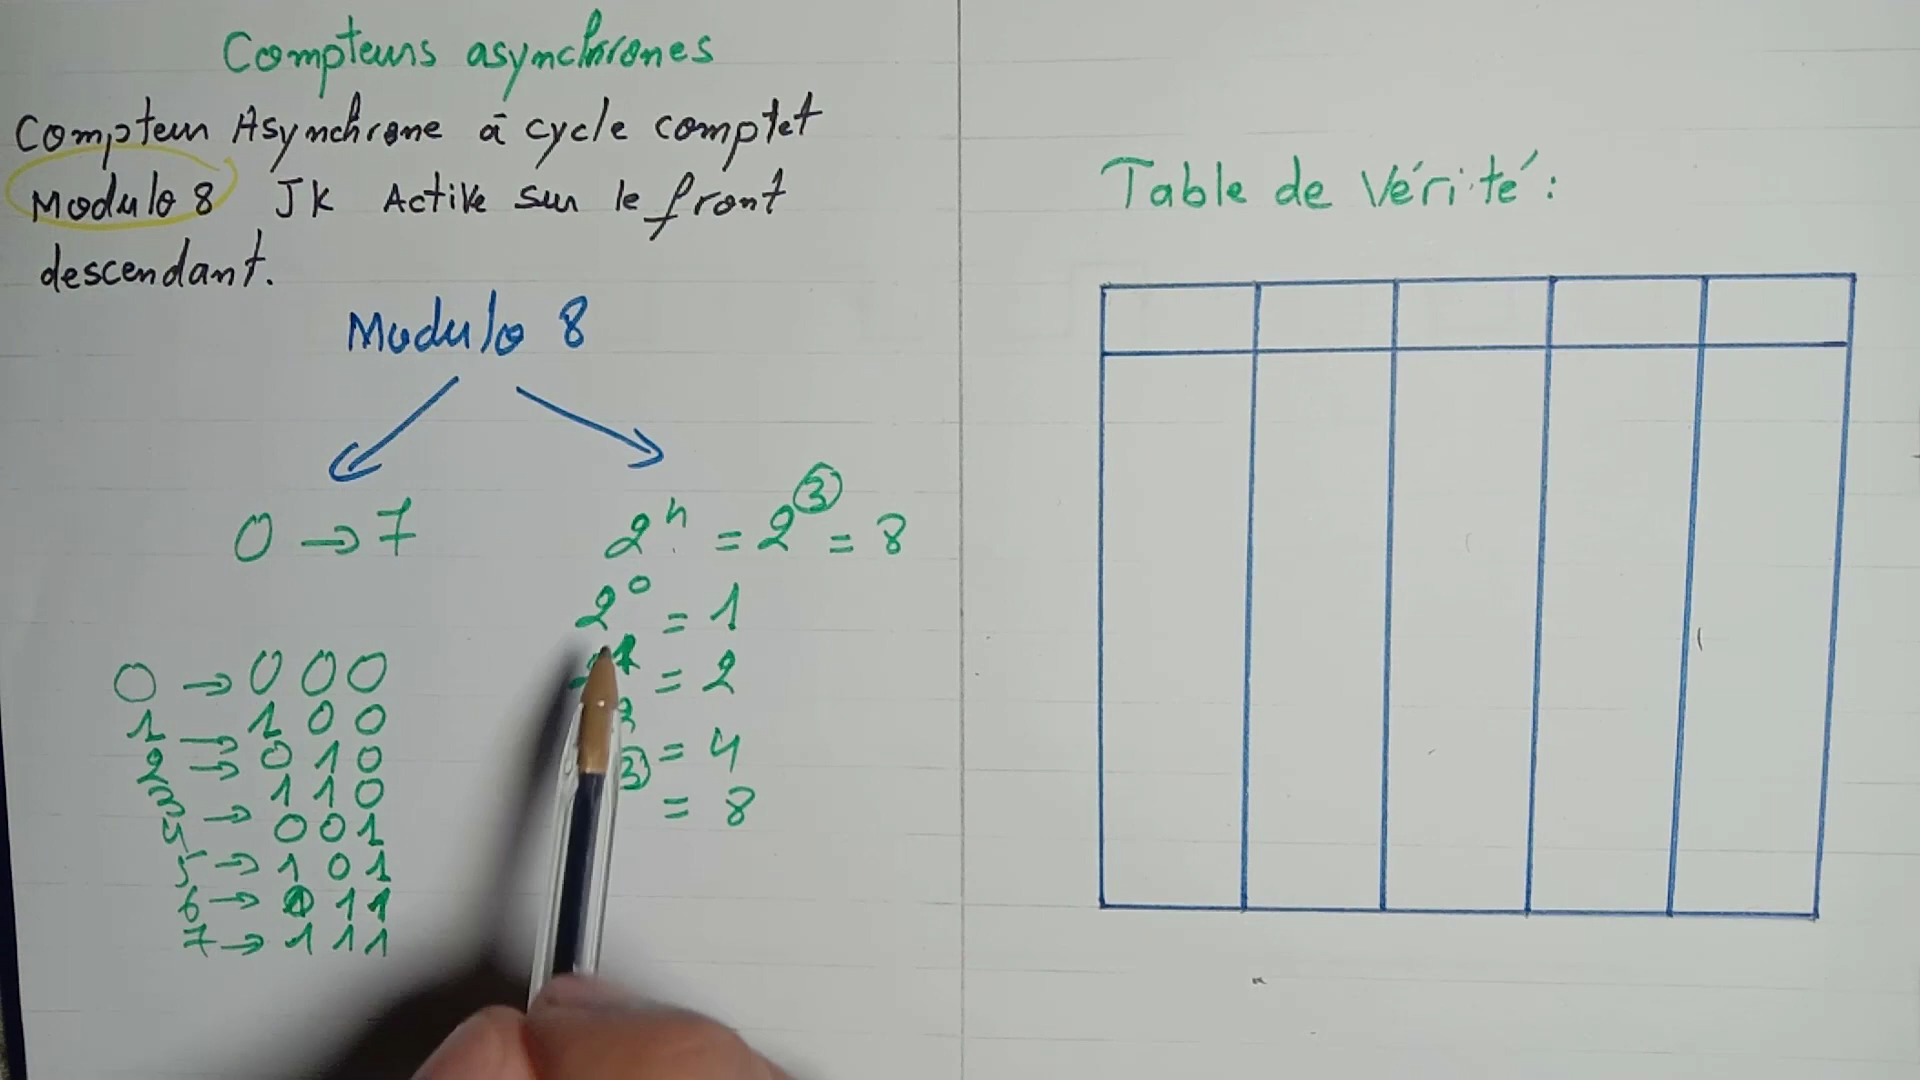 Compteurs asynchrones
Compteur Asynchrone à cycle comptet
Modulo 8 JK Active sur le front
descendant.
Modulo 8
0 → 7
2ⁿ = 2³ = 8
2⁰ = 1
= 2
= 4
= 8
0 → 0 0 0
1 → 1 0 0
2 → 0 1 0
3 → 1 1 0
4 → 0 0 1
5 → 1 0 1
6 → 0 1 1
7 → 1 1 1
Table de Vérité :